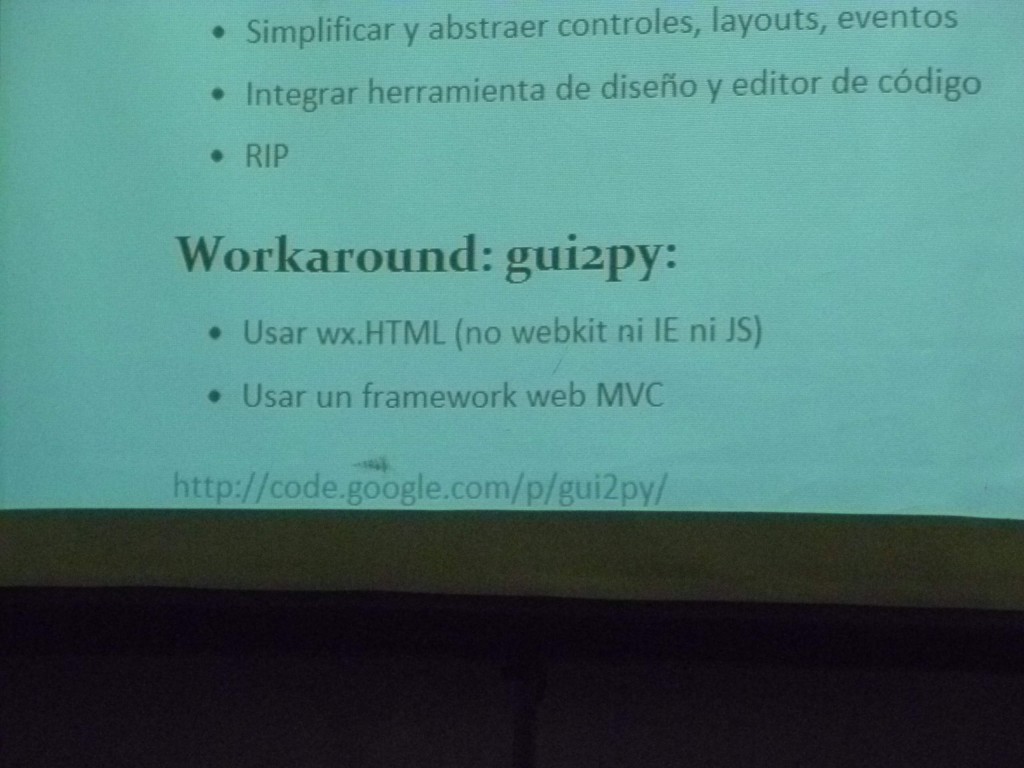 • Simplificar y abstraer controles, layouts, eventos
• Integrar herramienta de diseño y editor de código
• RIP
Workaround: gui2py:
• Usar wx.HTML (no webkit ni IE ni JS)
• Usar un framework web MVC
http://code.google.com/p/gui2py/